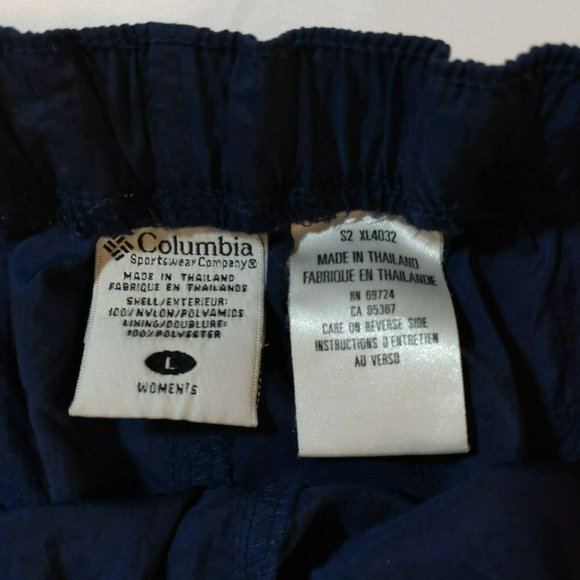 Columbia
Sportswear Company®
MADE IN THAILAND
FABRIQUE EN THAILANDE
SHELL/EXTERIEUR:
100%NYLON/POLYAMIDE
LINING/DOUBLURE:
100%POLYESTER
L
WOMEN'S
S2 XL4032
MADE IN THAILAND
FABRIQUE EN THAILANDE
RN 69724
CA 05367
CARE ON REVERSE SIDE
INSTRUCTIONS D'ENTRETIEN
AU VERSO